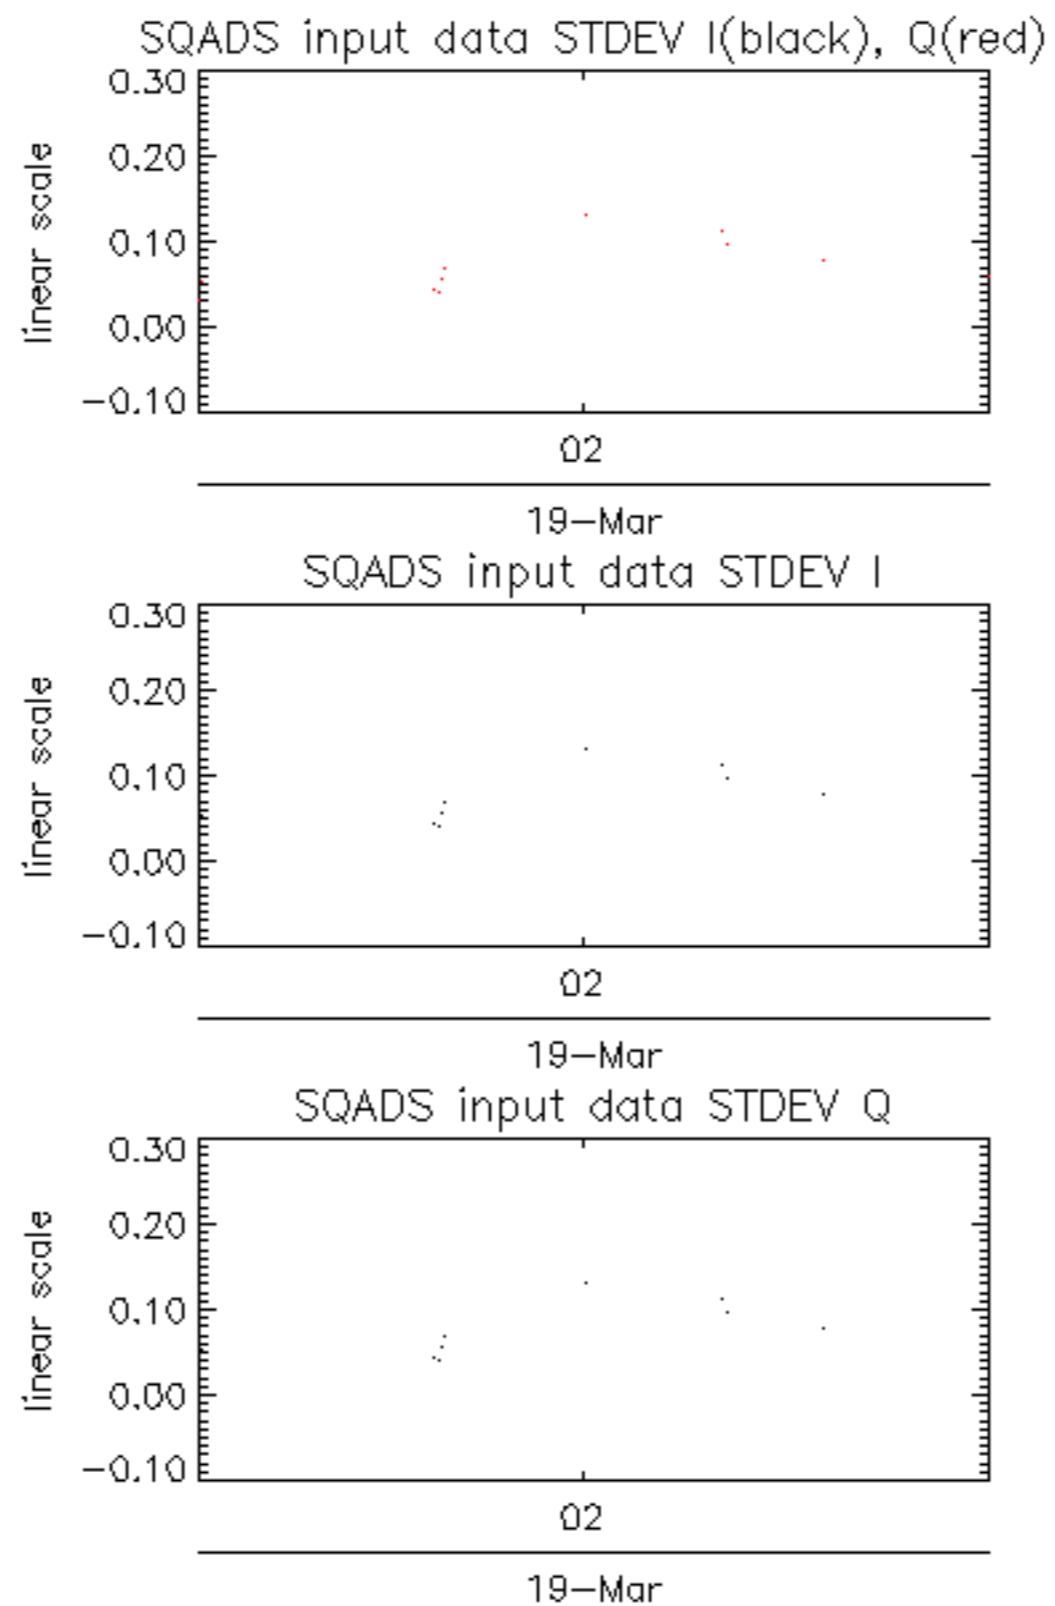 SQADS input data STDEV I(black), Q(red)
0.30
0.20
0.10
0.00
-0.10
linear scale
02
19-Mar
SQADS input data STDEV I
0.30
0.20
0.10
0.00
-0.10
linear scale
02
19-Mar
SQADS input data STDEV Q
0.30
0.20
0.10
0.00
-0.10
linear scale
02
19-Mar